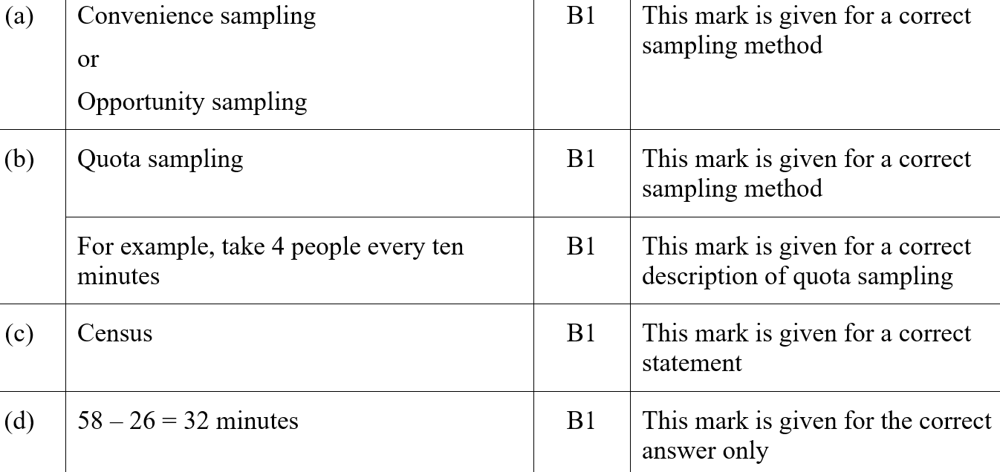 (a) Convenience sampling B1 This mark is given for a correct
sampling method
or
Opportunity sampling
(b) Quota sampling B1 This mark is given for a correct
sampling method
For example, take 4 people every ten B1 This mark is given for a correct
minutes description of quota sampling
(c) Census B1 This mark is given for a correct
statement
(d) 58 – 26 = 32 minutes B1 This mark is given for the correct
answer only